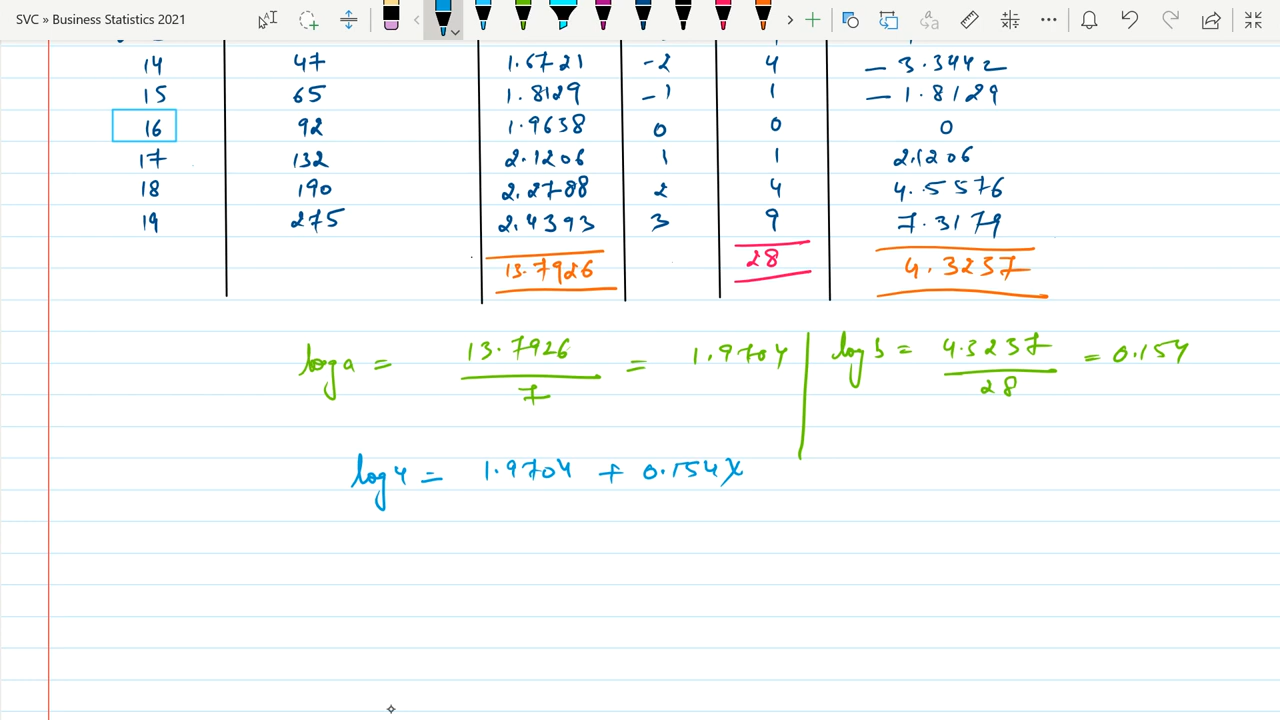 SVC » Business Statistics 2021
14 47 1.6721 -2 4 - 3.3442
15 65 1.8129 -1 1 - 1.8129
16 92 1.9638 0 0 0
17 132 2.1206 1 1 2.1206
18 190 2.2788 2 4 4.5576
19 275 2.4393 3 9 7.3179
13.7926 28 4.3237
log a = 13.7926 / 7 = 1.9704 log b = 4.3237 / 28 = 0.154
log y = 1.9704 + 0.154x